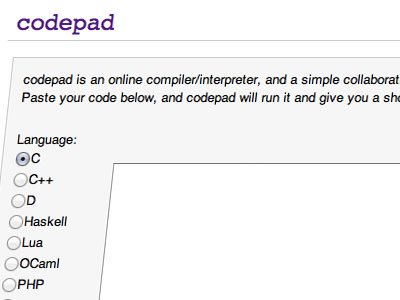 codepad
codepad is an online compiler/interpreter, and a simple collaborat
Paste your code below, and codepad will run it and give you a sho
Language:
C
C++
D
Haskell
Lua
OCaml
PHP